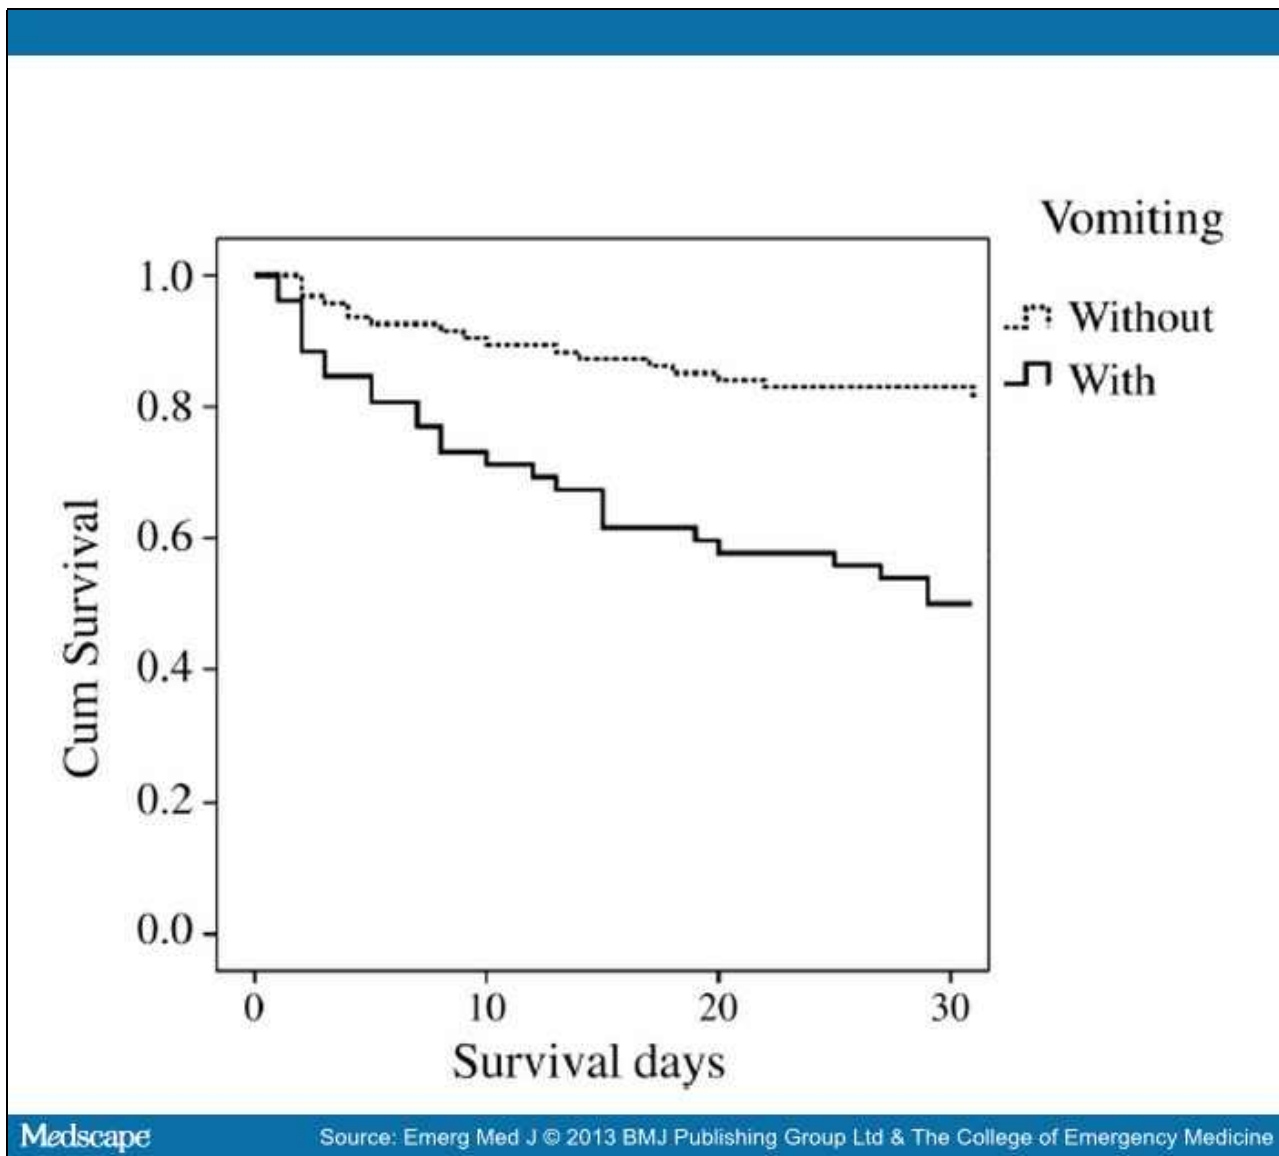 Vomiting
Without
With
Cum Survival
1.0
0.8
0.6
0.4
0.2
0.0
0 10 20 30
Survival days
Medscape
Source: Emerg Med J © 2013 BMJ Publishing Group Ltd & The College of Emergency Medicine